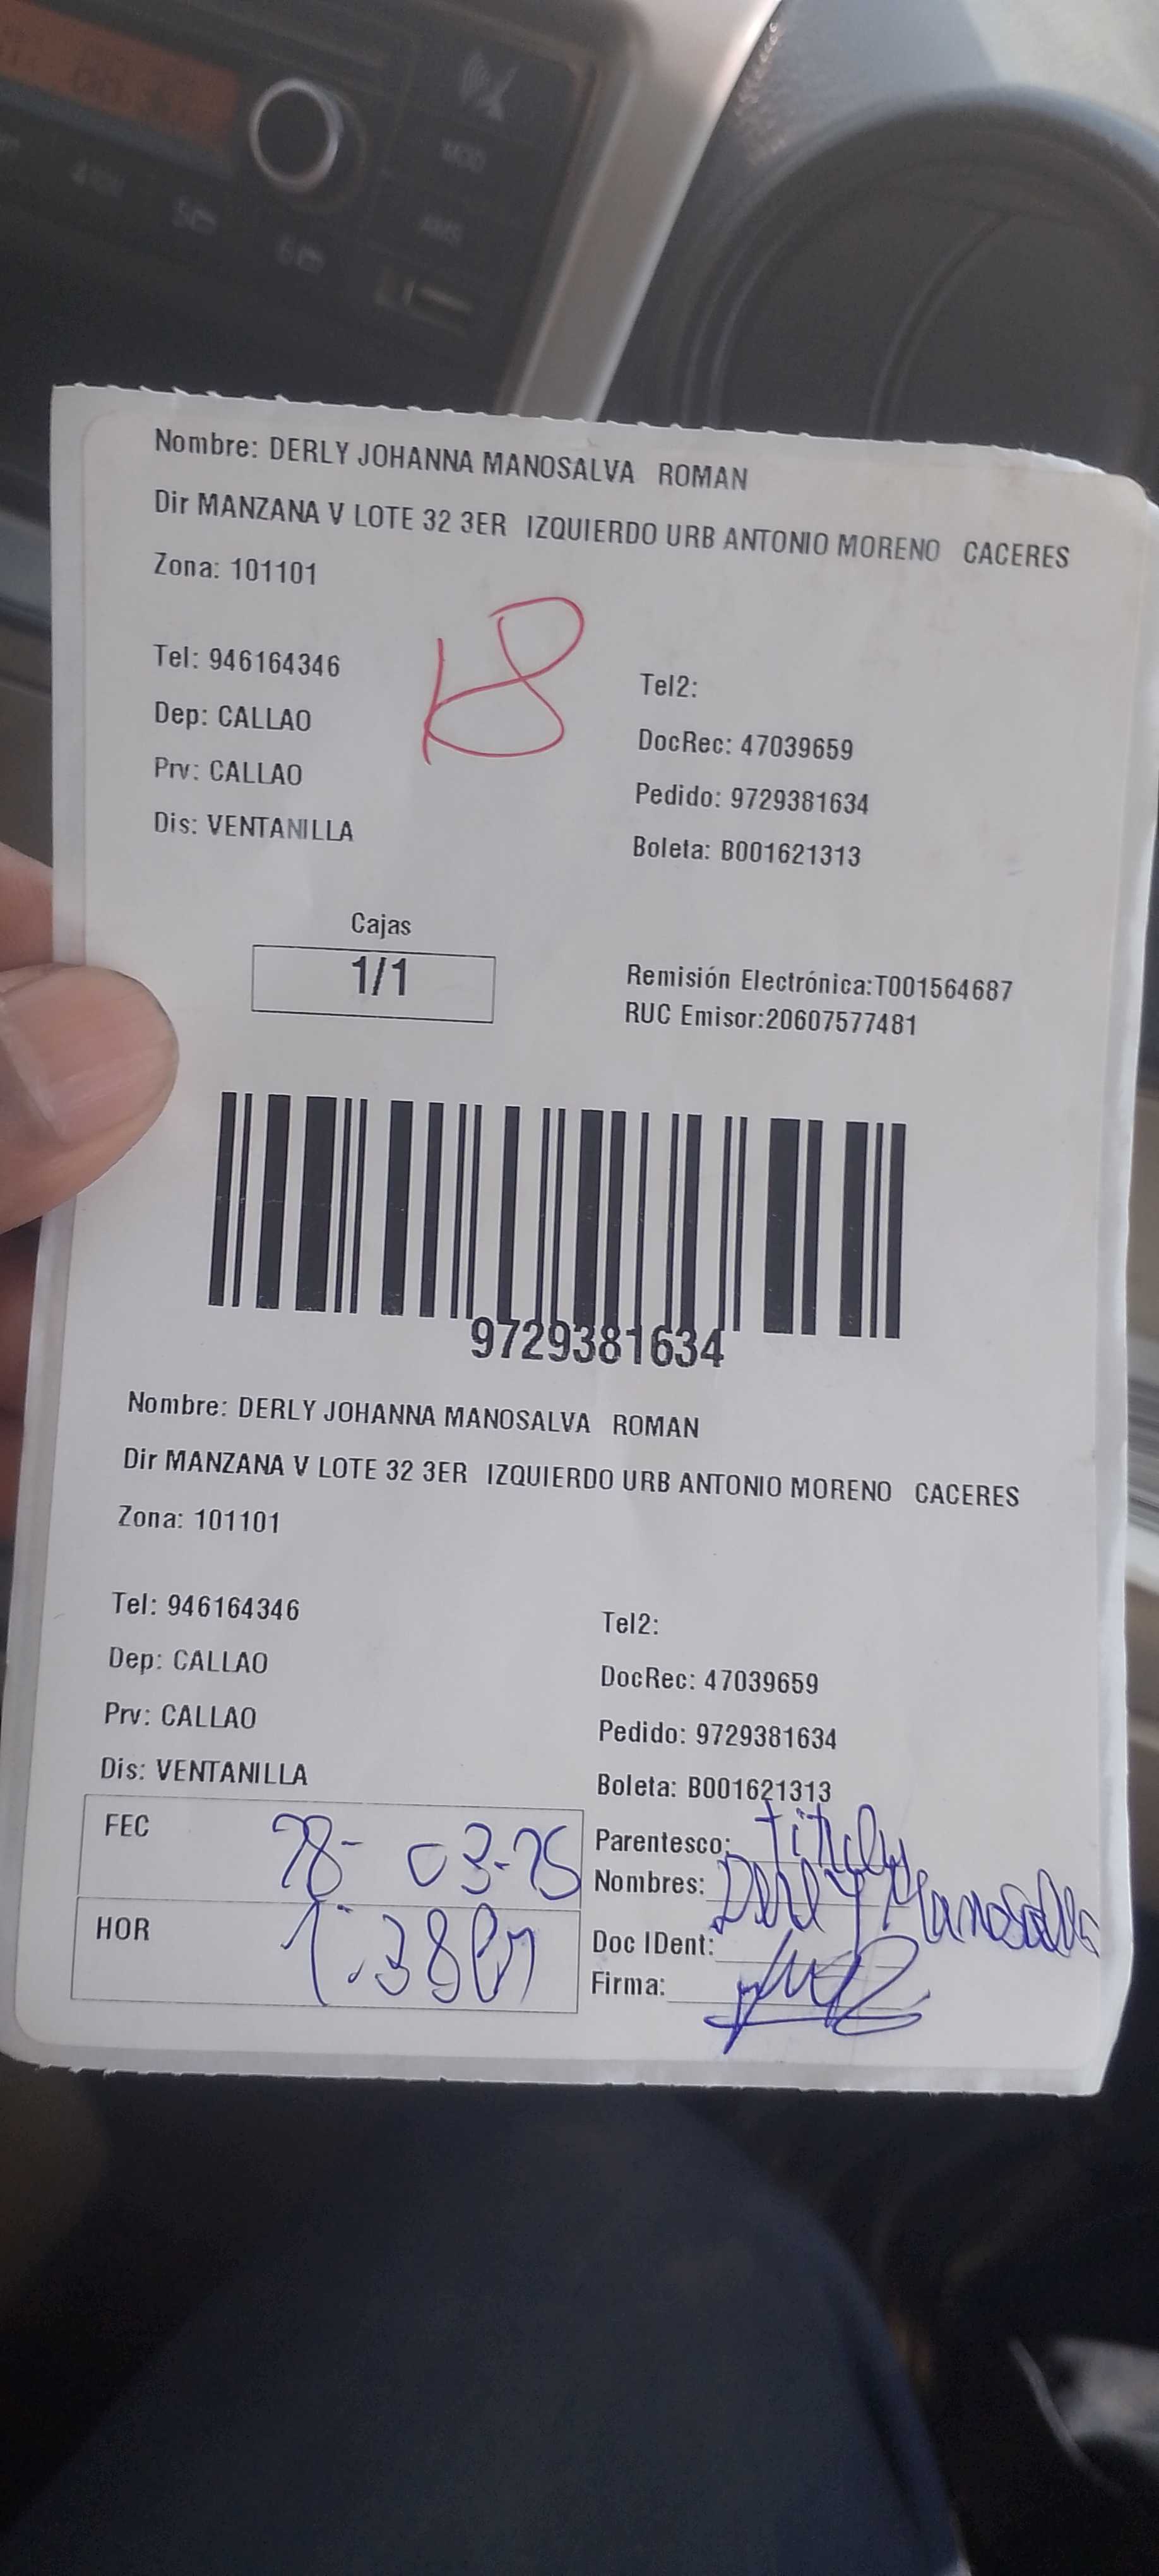 Nombre: DERLY JOHANNA MANOSALVA ROMAN
Dir MANZANA V LOTE 32 3ER IZQUIERDO URB ANTONIO MORENO CACERES
Zona: 101101
18
Tel: 946164346
Tel2:
Dep: CALLAO
DocRec: 47039659
Prv: CALLAO
Pedido: 9729381634
Dis: VENTANILLA
Boleta: B001621313
Cajas
1/1
Remisión Electrónica:T001564687
RUC Emisor:20607577481
9729381634
Nombre: DERLY JOHANNA MANOSALVA ROMAN
Dir MANZANA V LOTE 32 3ER IZQUIERDO URB ANTONIO MORENO CACERES
Zona: 101101
Tel: 946164346
Tel2:
Dep: CALLAO
DocRec: 47039659
Prv: CALLAO
Pedido: 9729381634
Dis: VENTANILLA
Boleta: B001621313
FEC 28-03-25
Parentesco:
Nombres: Derly Manosalva
HOR 1:38
Doc IDent:
Firma: